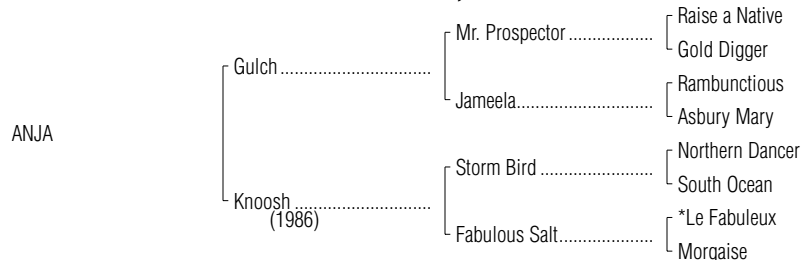 Raise a Native
Mr. Prospector ....................
Gold Digger
Gulch ...................................
Rambunctious
Jameela................................
Asbury Mary
ANJA
Northern Dancer
Storm Bird ...........................
South Ocean
Knoosh ................................
(1986)
*Le Fabuleux
Fabulous Salt.......................
Morgaise